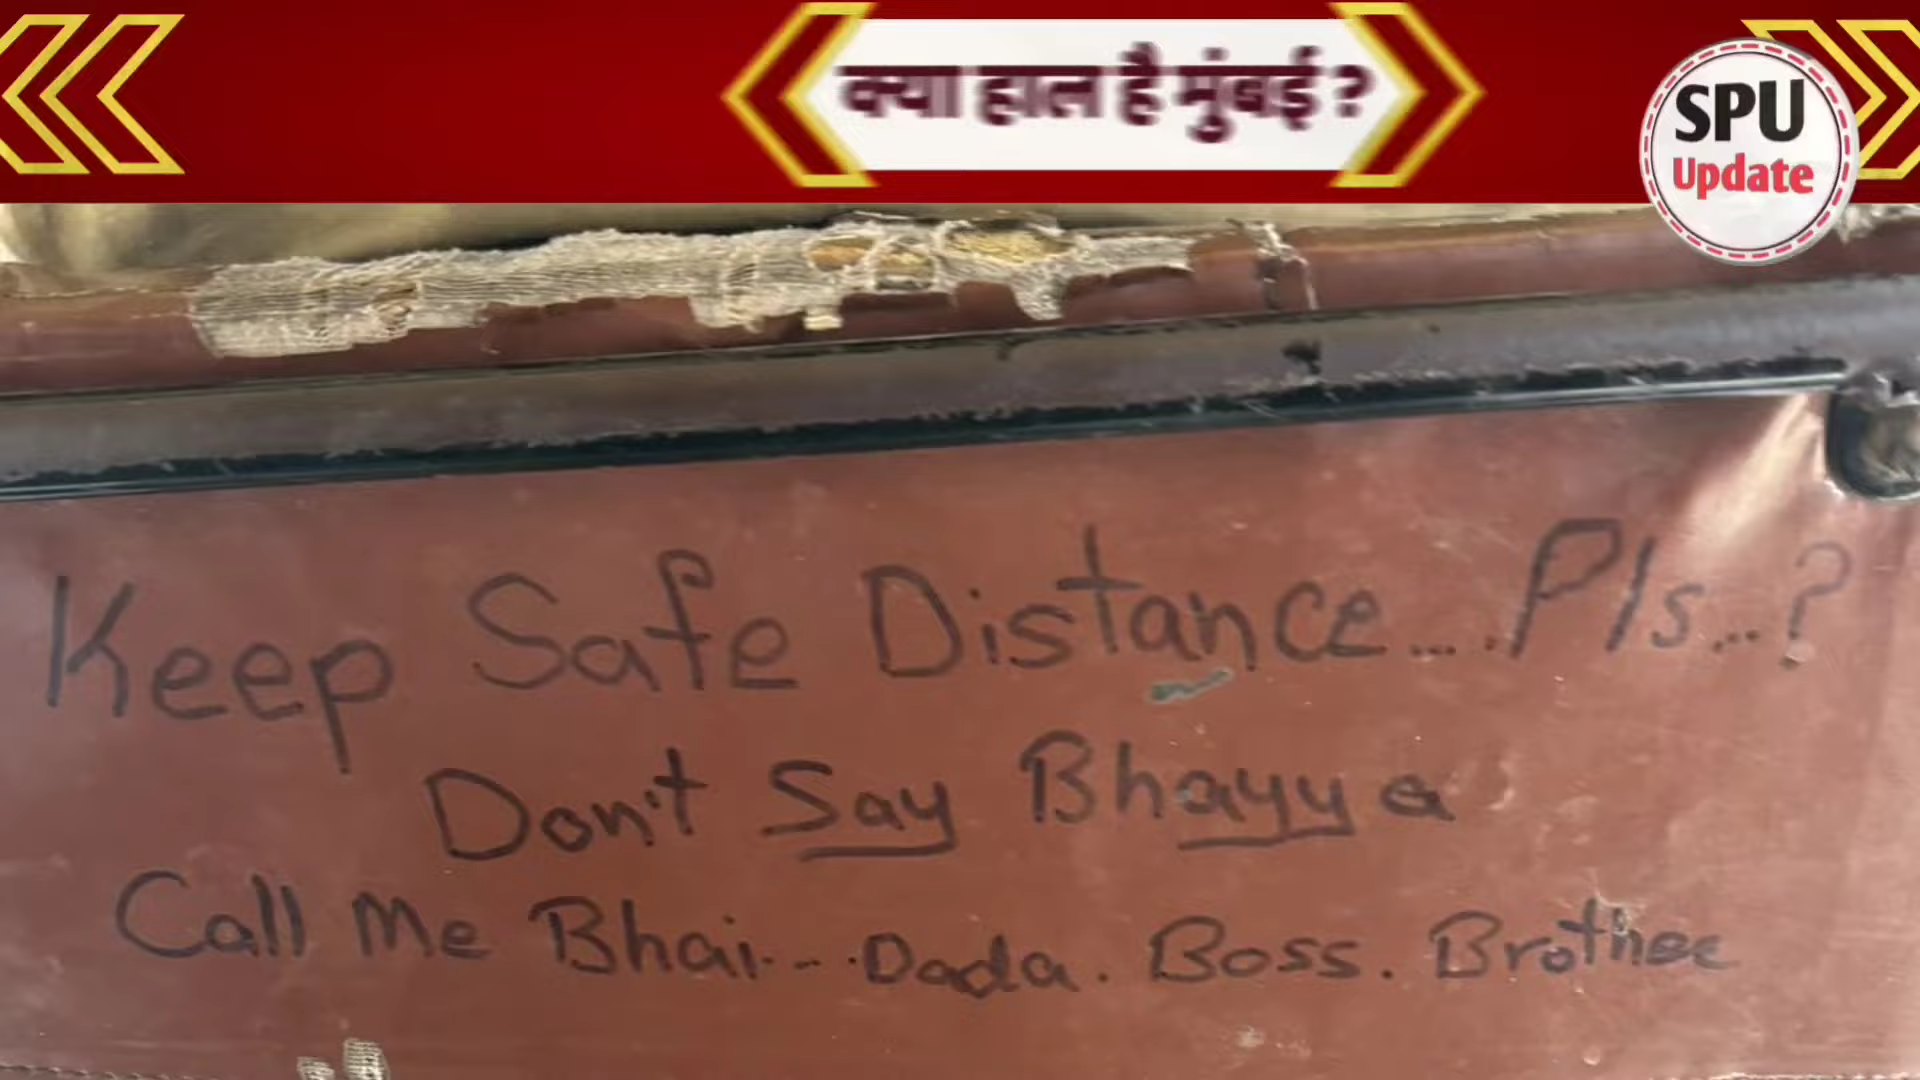 क्या हाल है मुंबई ?
SPU
Update
Keep Safe Distance.... Pls...?
Don't Say Bhayya
Call Me Bhai... Dada. Boss. Brother